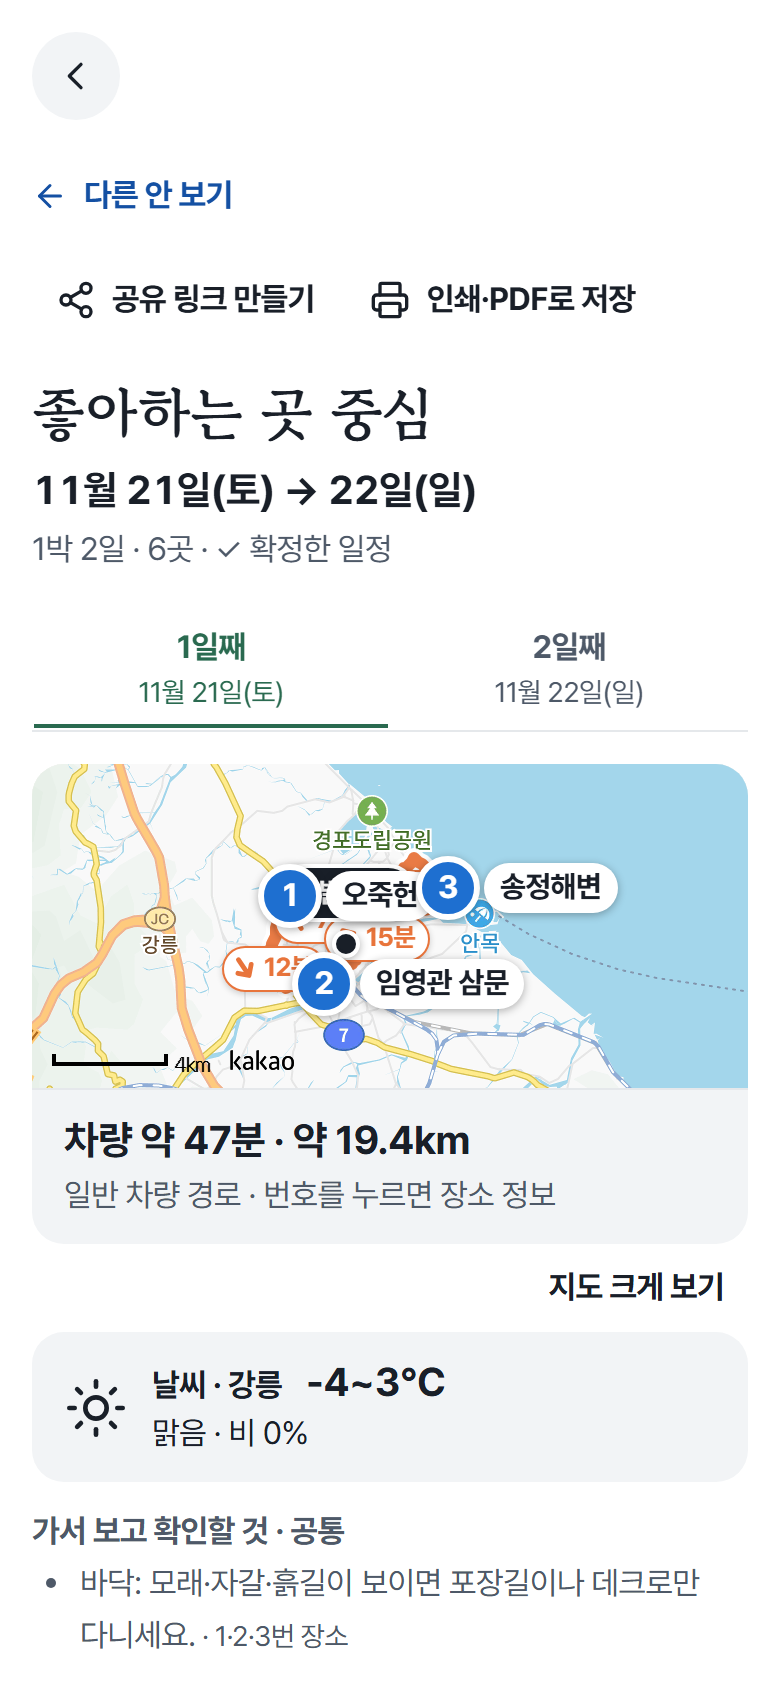 다른 안 보기
공유 링크 만들기
인쇄·PDF로 저장
좋아하는 곳 중심
11월 21일(토) → 22일(일)
1박 2일 · 6곳 · ✓ 확정한 일정
1일째
2일째
11월 21일(토)
11월 22일(일)
경포도립공원
1
오죽헌
3
송정해변
JC
강릉
15분
안목
12분
2
임영관 삼문
7
4km
kakao
차량 약 47분 · 약 19.4km
일반 차량 경로 · 번호를 누르면 장소 정보
지도 크게 보기
날씨 · 강릉 -4~3°C
맑음 · 비 0%
가서 보고 확인할 것 · 공통
• 바닷: 모래·자갈·흙길이 보이면 포장길이나 데크로만
다니세요. · 1·2·3번 장소